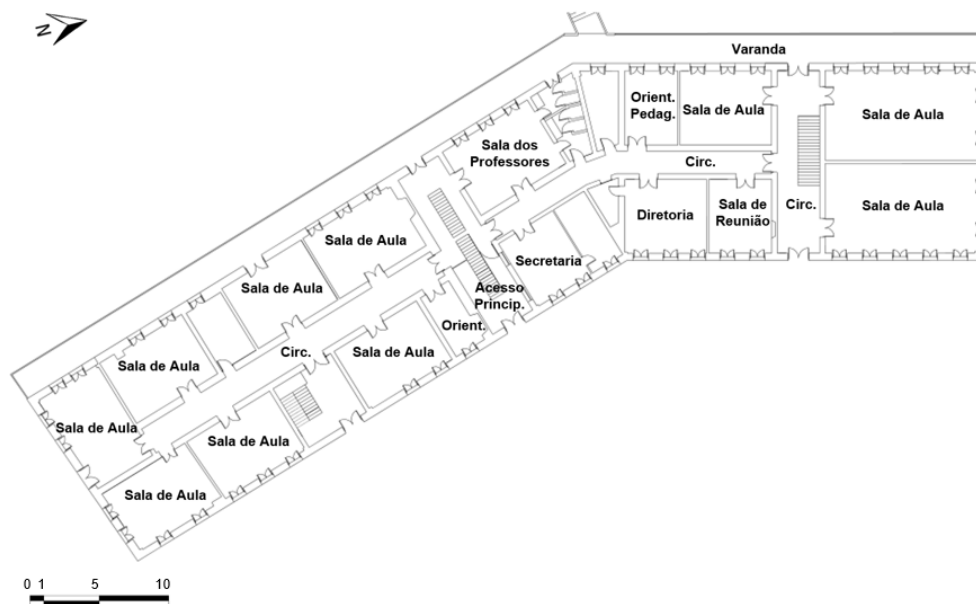 N
Varanda
Orient.
Pedag.
Sala de Aula
Sala de Aula
Sala dos
Professores
Circ.
Sala de Aula
Diretoria
Sala de
Reunião
Circ.
Sala de Aula
Sala de Aula
Secretaria
Sala de Aula
Acesso
Princip.
Orient.
Circ.
Sala de Aula
Sala de Aula
Sala de Aula
Sala de Aula
Sala de Aula
0 1 5 10